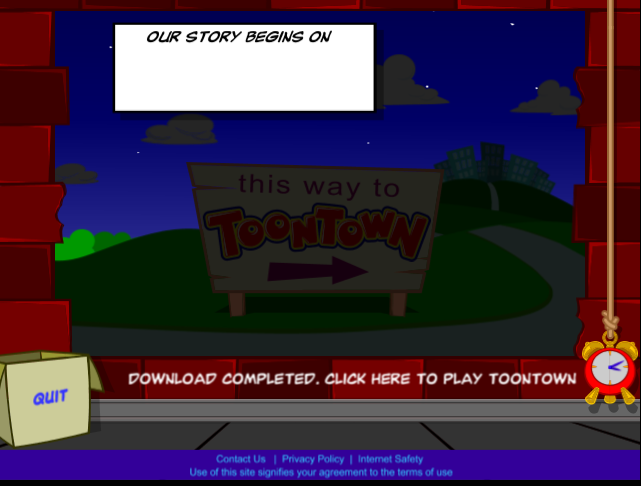 OUR STORY BEGINS ON
this way to
TOONTOWN
DOWNLOAD COMPLETED. CLICK HERE TO PLAY TOONTOWN
QUIT
Contact Us | Privacy Policy | Internet Safety
Use of this site signifies your agreement to the terms of use